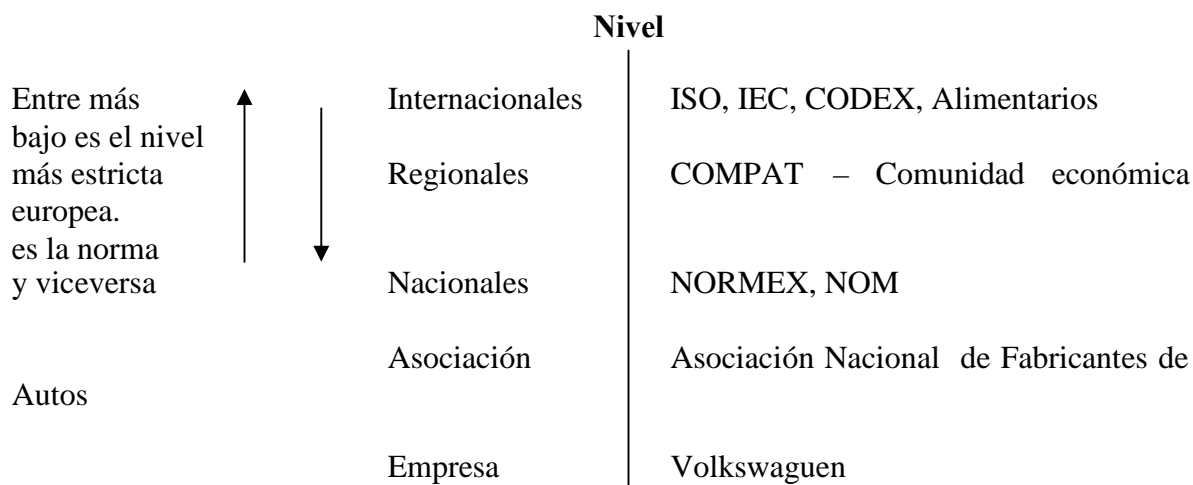 Nivel
Entre más Internacionales ISO, IEC, CODEX, Alimentarios
bajo es el nivel
más estricta Regionales COMPAT – Comunidad económica
europea.
es la norma
y viceversa Nacionales NORMEX, NOM
Asociación Asociación Nacional de Fabricantes de
Autos
Empresa Volkswaguen